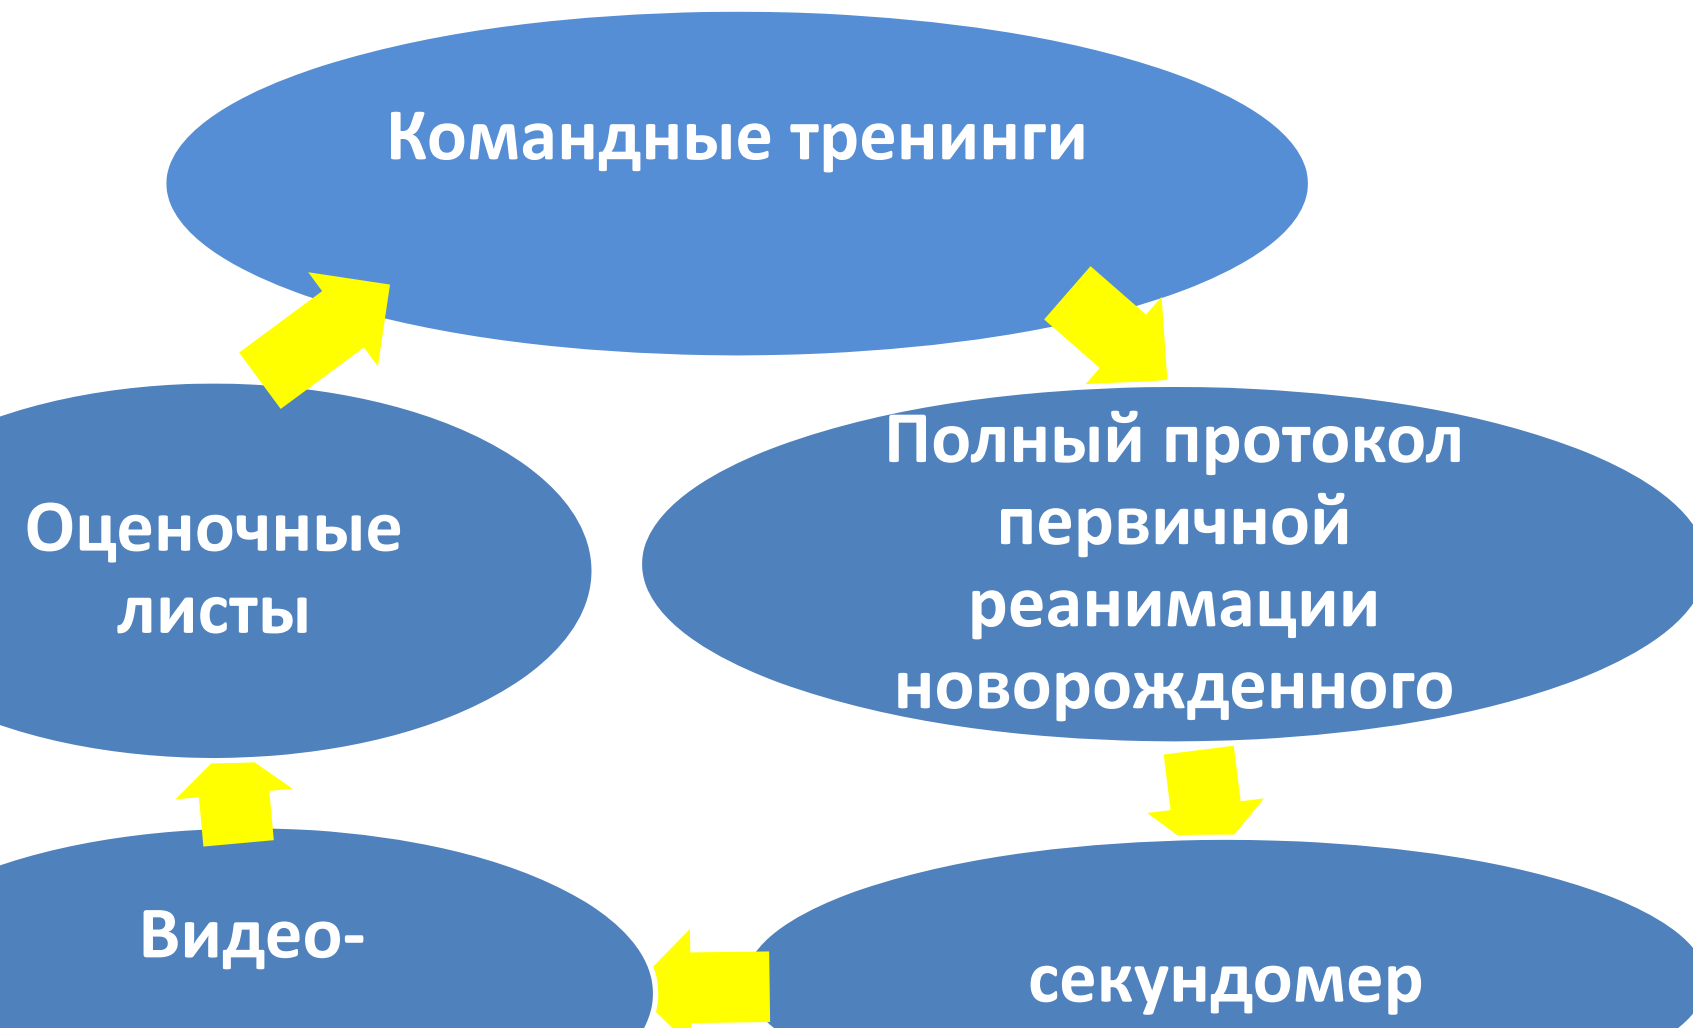 Командные тренинги
Полный протокол
первичной
реанимации
новорожденного
Оценочные
листы
Видео-
секундомер